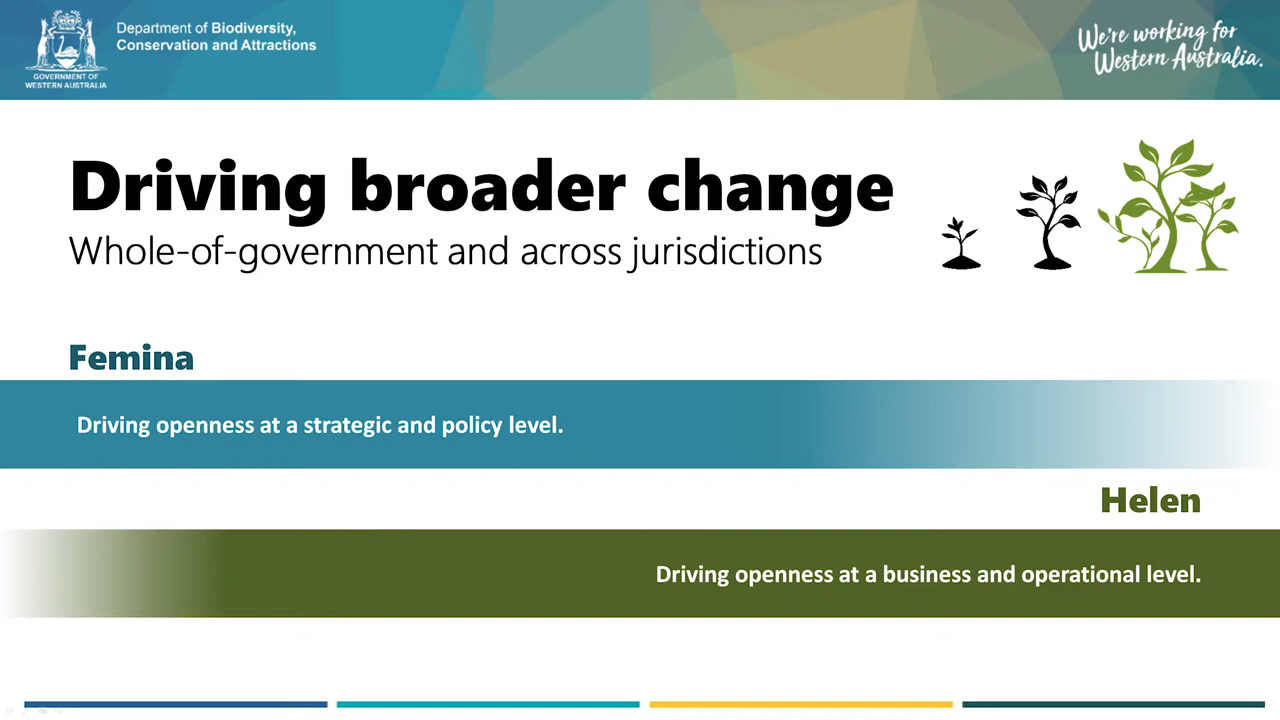 GOVERNMENT OF
WESTERN AUSTRALIA
Department of Biodiversity,
Conservation and Attractions
We're working for
Western Australia.
Driving broader change
Whole-of-government and across jurisdictions
Femina
Driving openness at a strategic and policy level.
Helen
Driving openness at a business and operational level.